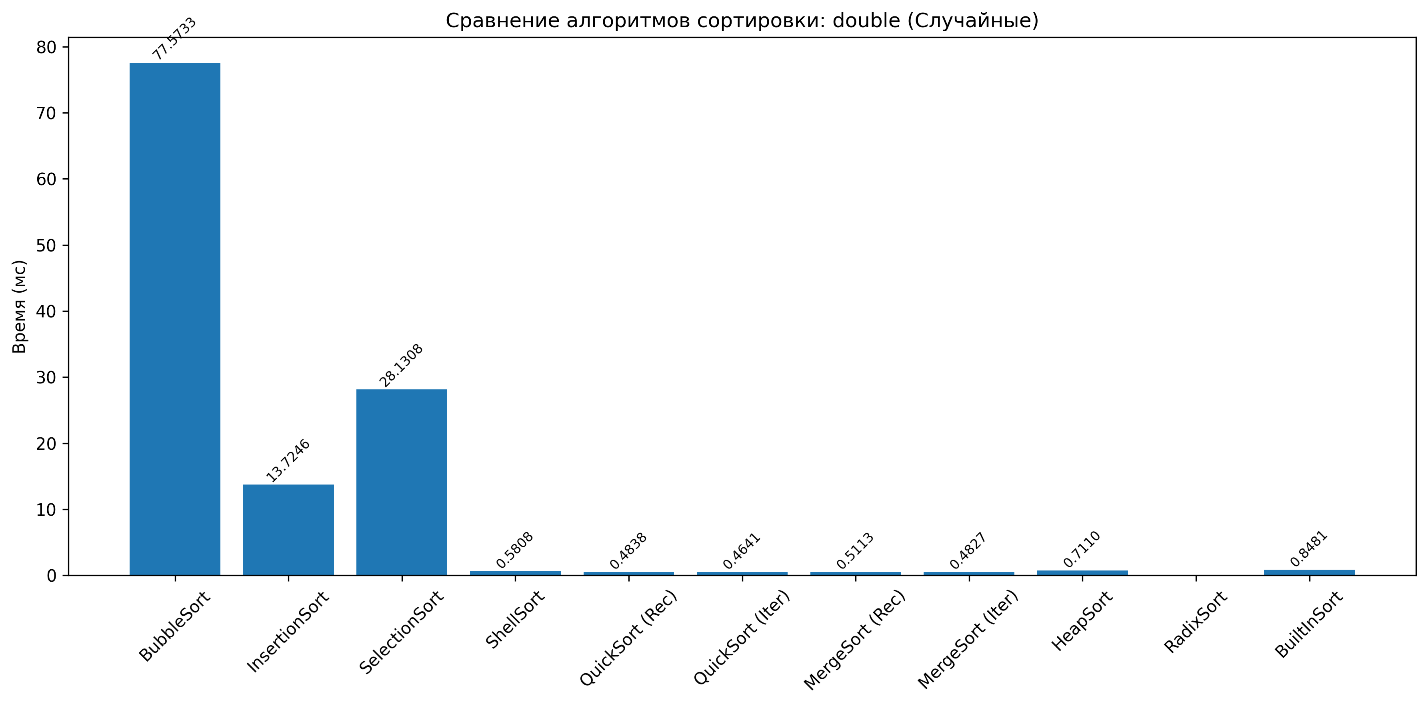 Сравнение алгоритмов сортировки: double (Случайные)
Время (мс)
80
70
60
50
40
30
20
10
0
77.5733
13.7246
28.1308
0.5808
0.4838
0.4641
0.5113
0.4827
0.7110
0.8481
BubbleSort
InsertionSort
SelectionSort
ShellSort
QuickSort (Rec)
QuickSort (Iter)
MergeSort (Rec)
MergeSort (Iter)
HeapSort
RadixSort
BuiltInSort